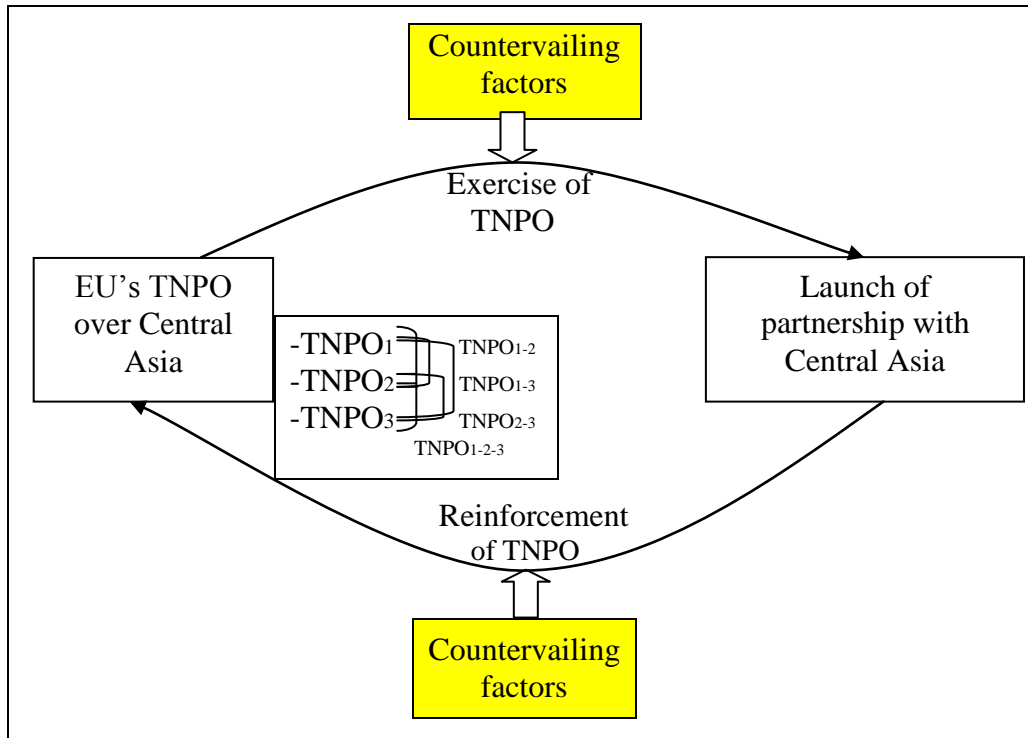 Countervailing
factors
Exercise of
TNPO
EU’s TNPO
over Central
Asia
Launch of
partnership with
Central Asia
-TNPO1
-TNPO2
-TNPO3
TNPO1-2
TNPO1-3
TNPO2-3
TNPO1-2-3
Reinforcement
of TNPO
Countervailing
factors